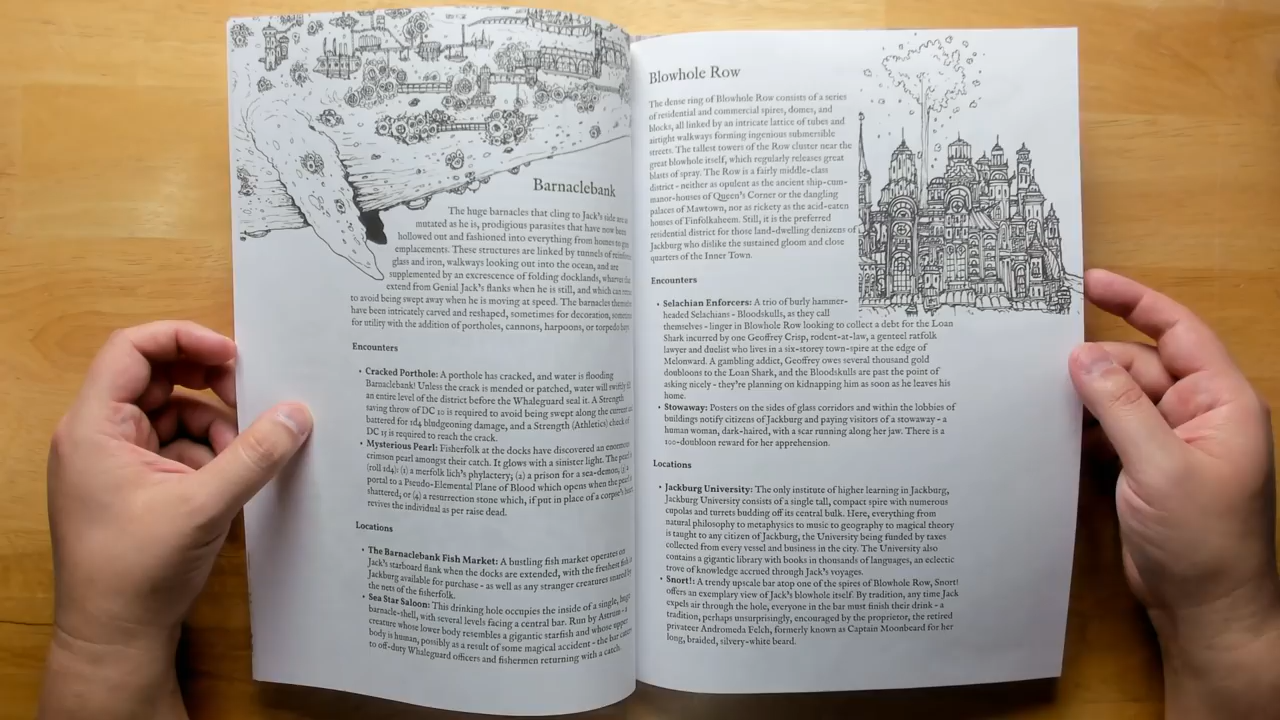 Barnaclebank
The huge barnacles that cling to Jack's side are as
mutated as he is, prodigious parasites that have now been
hollowed out and fashioned into everything from homes to gun
emplacements. These structures are linked by tunnels of
glass and iron, walkways looking out into the ocean, and are
supplemented by an excrescence of folding docklands, wharves that
extend from Genial Jack's flanks when he is still, and which can
to avoid being swept away when he is moving at speed. The barnacles
have been intricately carved and reshaped, sometimes for decoration,
for utility with the addition of portholes, cannons, harpoons, or torpedo bays.
Encounters
• Cracked Porthole: A porthole has cracked, and water is flooding
Barnaclebank! Unless the crack is mended or patched, water will swiftly fill
an entire level of the district before the Whaleguard seal it. A Strength
saving throw of DC 10 is required to avoid being swept along the current and
battered for 1d4 bludgeoning damage, and a Strength (Athletics) check of
DC 15 is required to reach the crack.
• Mysterious Pearl: Fisherfolk at the docks have discovered an enormous
crimson pearl amongst their catch. It glows with a sinister light. The pearl is
(roll 1d4): (1) a merfolk lich's phylactery; (2) a prison for a sea-demon; (3) a
portal to a Pseudo-Elemental Plane of Blood which opens when the pearl is
shattered; or (4) a resurrection stone which, if put in place of a corpse's heart,
revives the individual as per raise dead.
Locations
• The Barnaclebank Fish Market: A bustling fish market operates on
Jack's starboard flank when the docks are extended, with the freshest fish in
Jackburg available for purchase - as well as any stranger creatures snared by
the nets of the fisherfolk.
• Sea Star Saloon: This drinking hole occupies the inside of a single, huge
barnacle-shell, with several levels facing a central bar. Run by Astrum - a
creature whose lower body resembles a gigantic starfish and whose upper
body is human, possibly as a result of some magical accident - the bar caters
to off-duty Whaleguard officers and fishermen returning with a catch.
Blowhole Row
The dense ring of Blowhole Row consists of a series
of residential and commercial spires, domes, and
blocks, all linked by an intricate lattice of tubes and
airtight walkways forming ingenious submersible
streets. The tallest towers of the Row cluster near the
great blowhole itself, which regularly releases great
blasts of spray. The Row is a fairly middle-class
district - neither as opulent as the ancient ship-cum-
manor-houses of Queen's Corner or the dangling
palaces of Mawtown, nor as rickety as the acid-eaten
homes of Finfolkaheem. Still, it is the preferred
residential district for those land-dwelling denizens of
Jackburg who dislike the sustained gloom and close
quarters of the Inner Town.
Encounters
• Selachian Enforcers: A trio of burly hammer-
headed Selachians - Bloodskulls, as they call
themselves - linger in Blowhole Row looking to collect a debt for the Loan
Shark incurred by one Geoffrey Crisp, rodent-at-law, a genteel ratfolk
lawyer and duelist who lives in a six-storey town-spire at the edge of
Melonward. A gambling addict, Geoffrey owes several thousand gold
doubloons to the Loan Shark, and the Bloodskulls are past the point of
asking nicely - they're planning on kidnapping him as soon as he leaves his
home.
• Stowaway: Posters on the sides of glass corridors and within the lobbies of
buildings notify citizens of Jackburg and paying visitors of a stowaway - a
human woman, dark-haired, with a scar running along her jaw. There is a
100-doubloon reward for her apprehension.
Locations
• Jackburg University: The only institute of higher learning in Jackburg,
Jackburg University consists of a single tall, compact spire with numerous
cupolas and turrets budding off its central bulk. Here, everything from
natural philosophy to metaphysics to music to geography to magical theory
is taught to any citizen of Jackburg, the University being funded by taxes
collected from every vessel and business in the city. The University also
contains a gigantic library with books in thousands of languages, an eclectic
trove of knowledge accrued through Jack's voyages.
• Snort!: A trendy upscale bar atop one of the spires of Blowhole Row, Snort!
offers an exemplary view of Jack's blowhole itself. By tradition, any time Jack
expels air through the hole, everyone in the bar must finish their drink - a
tradition, perhaps unsurprisingly, encouraged by the proprietor, the retired
privateer Andromeda Felch, formerly known as Captain Moonbeard for her
long, braided, silvery-white beard.